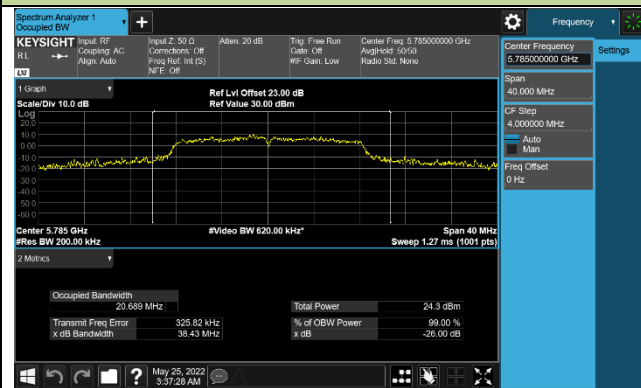 Spectrum Analyzer 1
Occupied BW
Frequency
KEYSIGHT
Input: RF
Coupling: AC
Align: Auto
Input Z: 50 Ω
Corrections: Off
Freq Ref: Int (S)
NFE: Off
Atten: 20 dB
Trig: Free Run
Gate: Off
#IF Gain: Low
Center Freq: 5.785000000 GHz
Avg|Hold: 50/50
Radio Std: None
RL
LXI
Center Frequency
5.785000000 GHz
Settings
Span
40.000 MHz
CF Step
4.000000 MHz
Auto
Man
Freq Offset
0 Hz
1 Graph
Scale/Div 10.0 dB
Ref Lvl Offset 23.00 dB
Ref Value 30.00 dBm
Log
20.0
10.0
0.00
-10.0
-20.0
-30.0
-40.0
-50.0
-60.0
Center 5.785 GHz
#Res BW 200.00 kHz
#Video BW 620.00 kHz*
Span 40 MHz
Sweep 1.27 ms (1001 pts)
2 Metrics
Occupied Bandwidth
20.689 MHz
Transmit Freq Error 325.82 kHz
x dB Bandwidth 38.43 MHz
Total Power 24.3 dBm
% of OBW Power 99.00 %
x dB -26.00 dB
May 25, 2022
3:37:28 AM